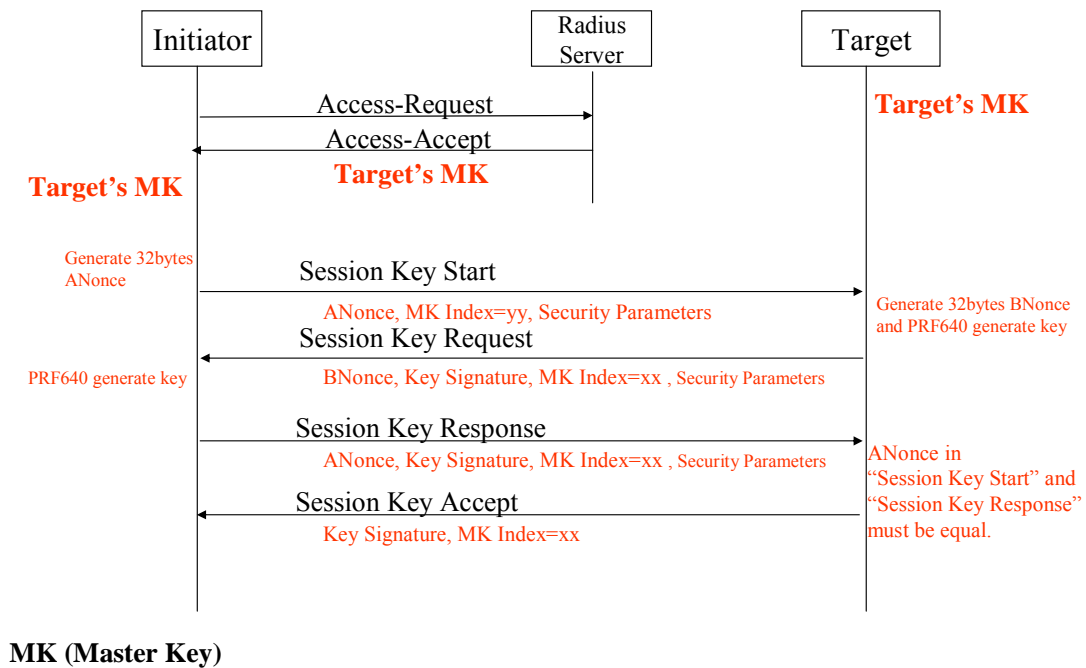 Initiator
Radius
Server
Target
Access-Request
Target's MK
Access-Accept
Target's MK
Target's MK
Generate 32bytes
ANonce
Session Key Start
ANonce, MK Index=yy, Security Parameters
Generate 32bytes BNonce
and PRF640 generate key
Session Key Request
PRF640 generate key
BNonce, Key Signature, MK Index=xx , Security Parameters
Session Key Response
ANonce, Key Signature, MK Index=xx , Security Parameters
ANonce in
“Session Key Start” and
“Session Key Response”
must be equal.
Session Key Accept
Key Signature, MK Index=xx
MK (Master Key)